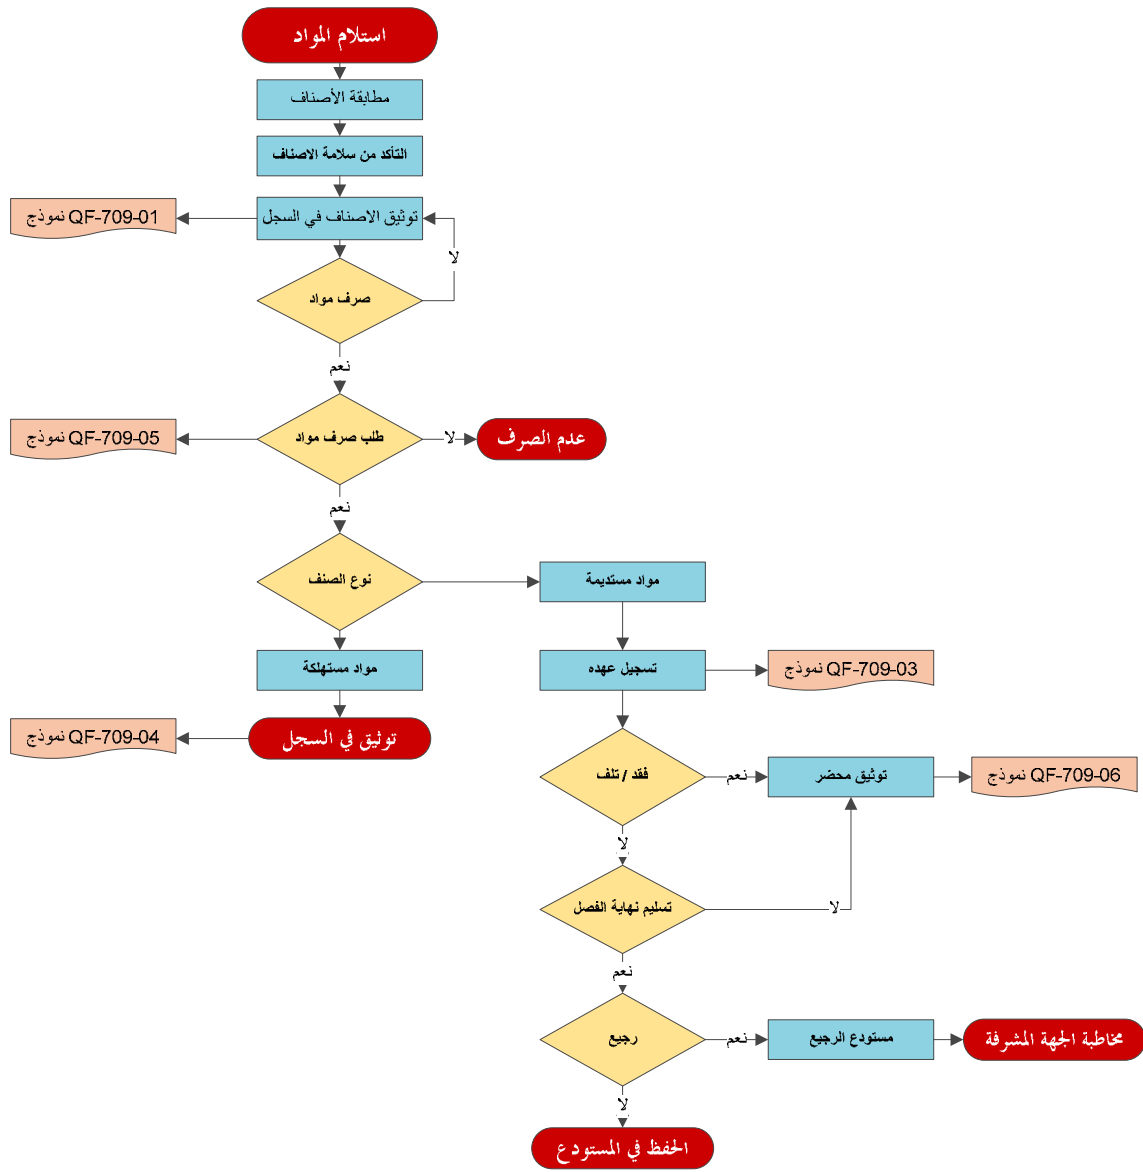 استلام المواد
مطابقة الأصناف
التأكد من سلامة الاصناف
توثيق الاصناف في السجل
نموذج QF-709-01
لا
صرف مواد
نعم
طلب صرف مواد
نموذج QF-709-05
لا
عدم الصرف
نعم
نوع الصنف
مواد مستديمة
مواد مستهلكة
تسجيل عهده
نموذج QF-709-03
توثيق في السجل
نموذج QF-709-04
فقد / تلف
نعم
توثيق محضر
نموذج QF-709-06
لا
تسليم نهاية الفصل
لا
نعم
رجيع
نعم
مستودع الرجيع
مخاطبة الجهة المشرفة
لا
الحفظ في المستودع